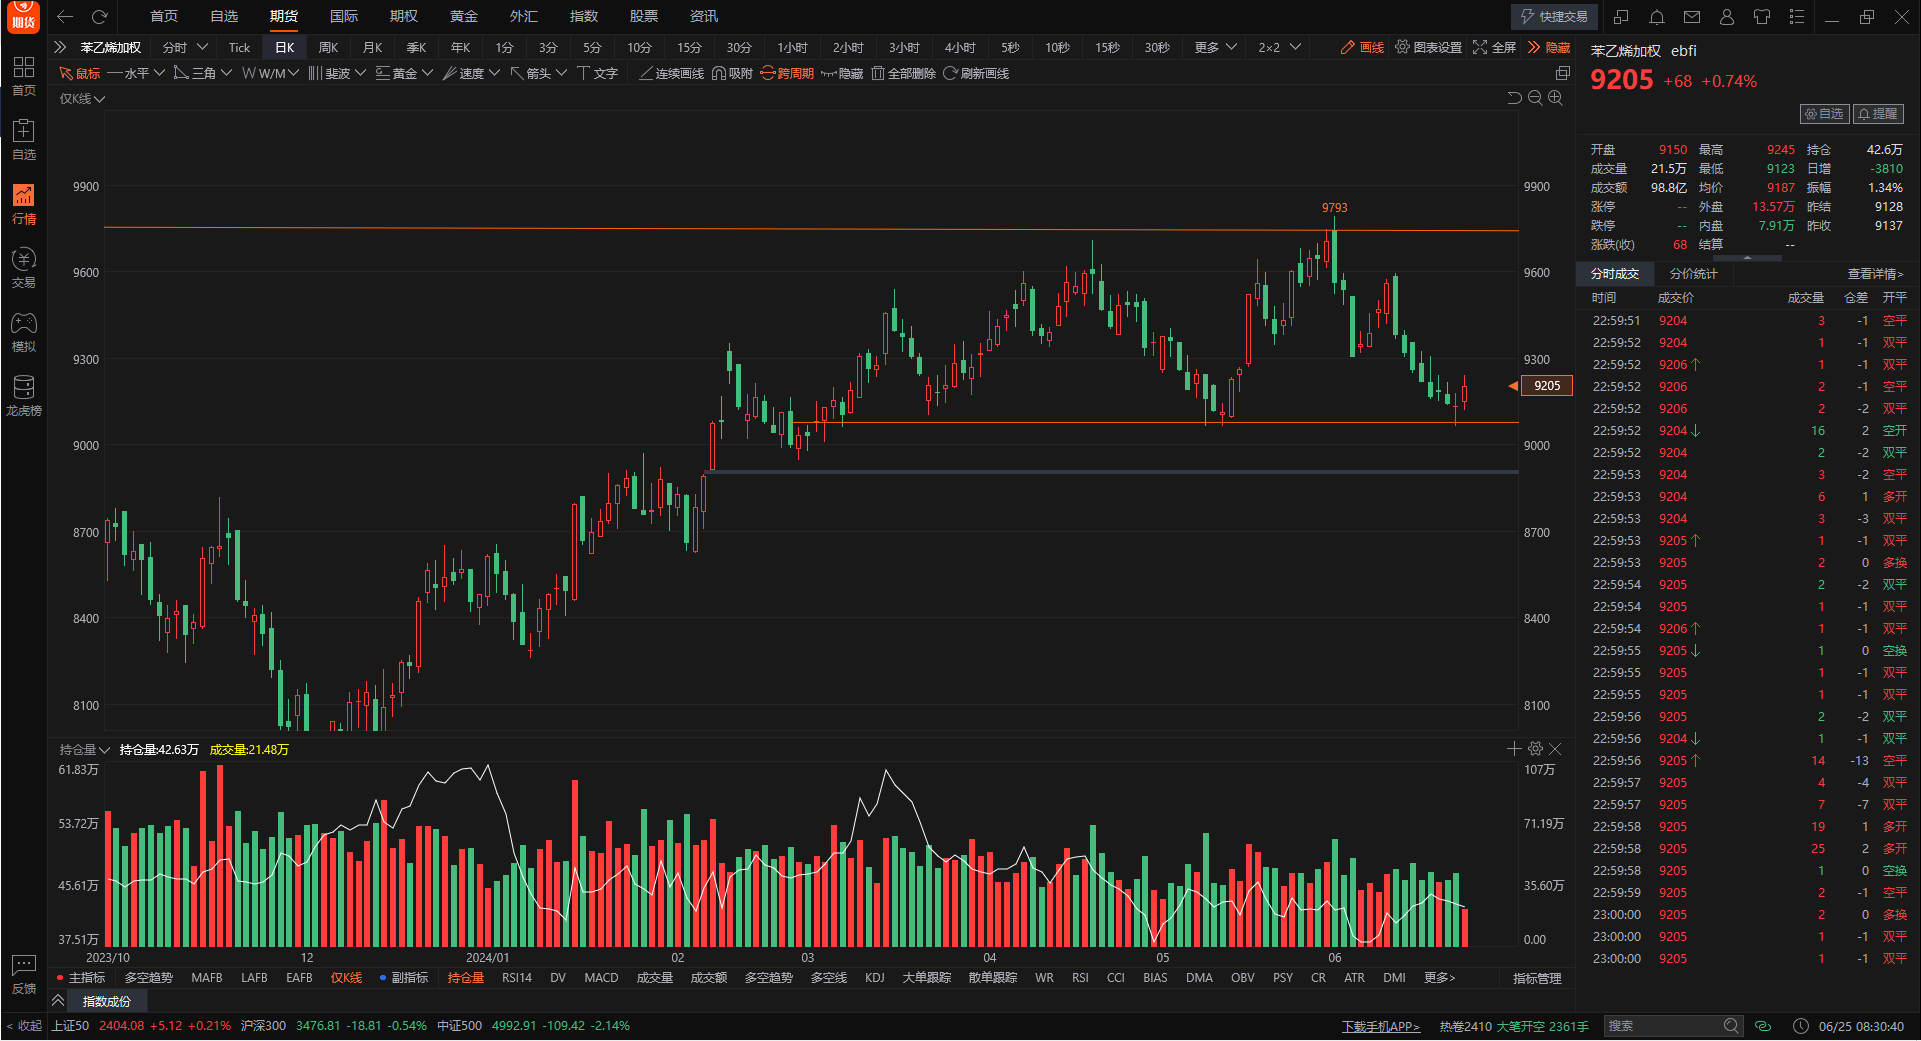 期货
首页 自选 期货 国际 期权 黄金 外汇 指数 股票 资讯 快捷交易
苯乙烯加权 分时 Tick 日K 周K 月K 季K 年K 1分 3分 5分 10分 15分 30分 1小时 2小时 3小时 4小时 5秒 10秒 15秒 30秒 更多 2×2 画线 图表设置 全屏 隐藏
鼠标 水平 三角 W/M 斐波 黄金 速度 箭头 文字 连续画线 吸附 跨周期 隐藏 全部删除 刷新画线
仅K线
首页
自选
行情
交易
模拟
龙虎榜
反馈
< 收起
9793
9900 9900
9600 9600
9300 9300
9205
9000 9000
8700 8700
8400 8400
8100 8100
持仓量 持仓量:42.63万 成交量:21.48万
61.83万 107万
53.72万 71.19万
45.61万 35.60万
37.51万 0.00
2023/10 12 2024/01 02 03 04 05 06
主指标 多空趋势 MAFB LAFB EAFB 仅K线 副指标 持仓量 RSI14 DV MACD 成交量 成交额 多空趋势 多空线 KDJ 大单跟踪 散单跟踪 WR RSI CCI BIAS DMA OBV PSY CR ATR DMI 更多> 指标管理
指数成份
苯乙烯加权 ebfi
9205 +68 +0.74%
自选 提醒
开盘 9150 最高 9245 持仓 42.6万
成交量 21.5万 最低 9123 日增 -3810
成交额 98.8亿 均价 9187 振幅 1.34%
涨停 -- 外盘 13.57万 昨结 9128
跌停 -- 内盘 7.91万 昨收 9137
涨跌(收) 68 结算 --
分时成交 分价统计 查看详情>
时间 成交价 成交量 仓差 开平
22:59:51 9204 3 -1 空平
22:59:52 9204 1 -1 双平
22:59:52 9206↑ 1 -1 双平
22:59:52 9206 2 -1 空平
22:59:52 9206 2 -2 双平
22:59:52 9204↓ 16 2 空开
22:59:52 9204 2 -2 双平
22:59:53 9204 3 -2 空平
22:59:53 9204 6 1 多开
22:59:53 9204 3 -3 双平
22:59:53 9205↑ 1 -1 双平
22:59:53 9205 2 0 多换
22:59:54 9205 2 -2 双平
22:59:54 9205 1 -1 双平
22:59:54 9206↑ 1 -1 双平
22:59:55 9205↓ 1 0 空换
22:59:55 9205 1 -1 双平
22:59:55 9205 1 -1 双平
22:59:56 9205 2 -2 双平
22:59:56 9204↓ 1 -1 双平
22:59:56 9205↑ 14 -13 空平
22:59:57 9205 4 -4 双平
22:59:57 9205 7 -7 双平
22:59:58 9205 19 1 多开
22:59:58 9205 25 2 多开
22:59:58 9205 1 0 空换
22:59:59 9205 2 -1 空平
23:00:00 9205 2 0 多换
23:00:00 9205 1 -1 双平
23:00:00 9205 1 -1 双平
上证50 2404.08 +5.12 +0.21% 沪深300 3476.81 -18.81 -0.54% 中证500 4992.91 -109.42 -2.14% 下载手机APP> 热卷2410 大笔开空 2361手 搜索 06/25 08:30:40